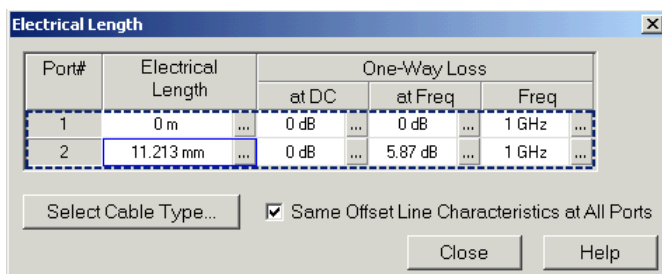 Electrical Length
Port# Electrical Length One-Way Loss
at DC at Freq Freq
1 0 m ... 0 dB ... 0 dB ... 1 GHz ...
2 11.213 mm ... 0 dB ... 5.87 dB ... 1 GHz ...
Select Cable Type... Same Offset Line Characteristics at All Ports
Close Help